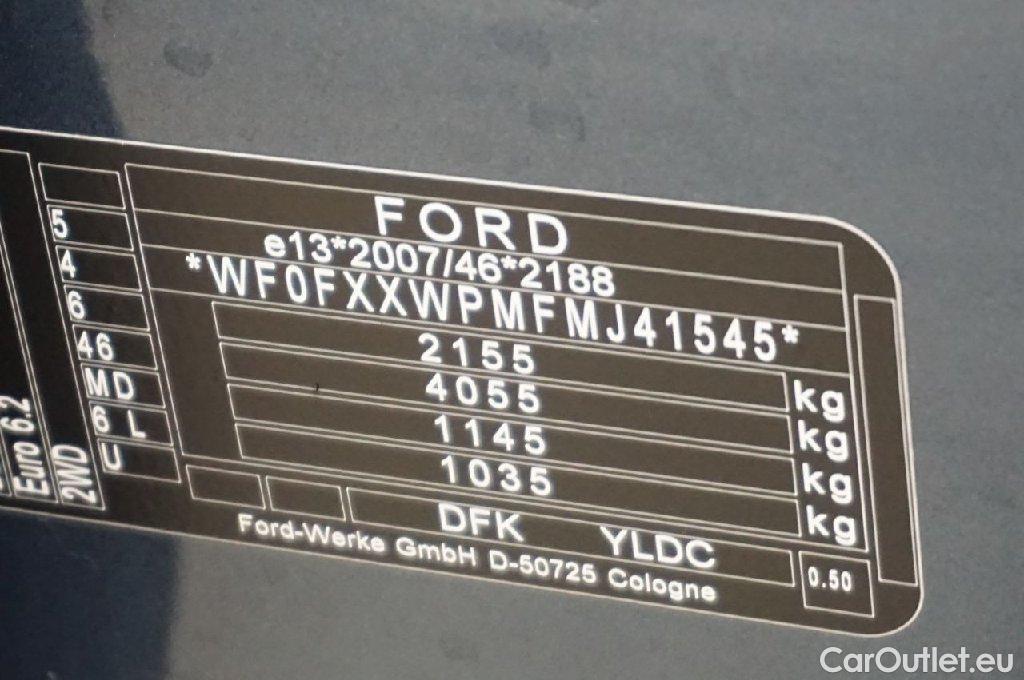 FORD
e13*2007/46*2188
*WF0FXXWPMFMJ41545*
2155 kg
4055 kg
1145 kg
1035 kg
5
4
6
46
MD
6 L
U
Euro 6.2
2WD
DFK YLDC
0.50
Ford-Werke GmbH D-50725 Cologne
CarOutlet.eu